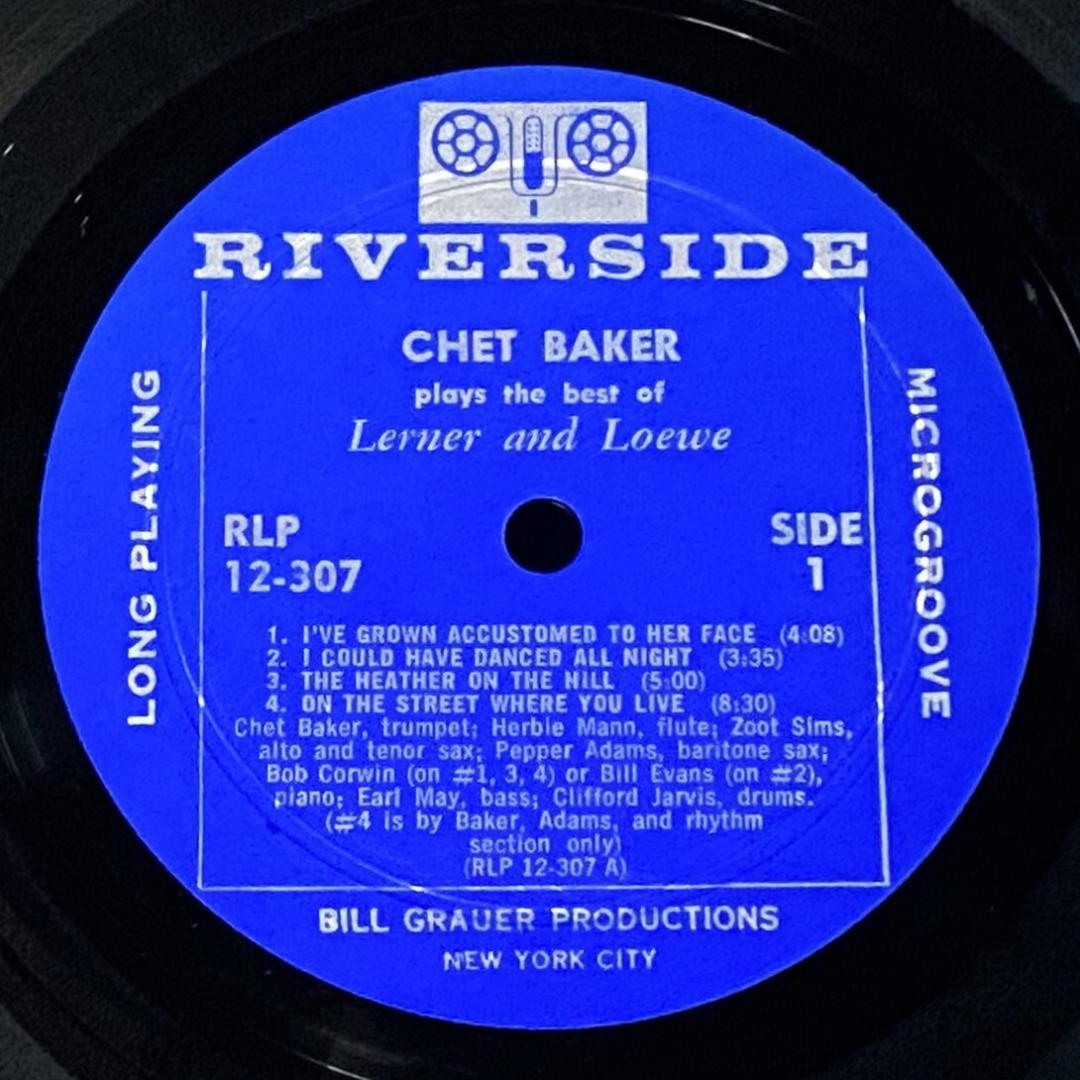 RIVERSIDE
CHET BAKER
plays the best of
Lerner and Loewe
LONG PLAYING
MICROGROOVE
RLP
12-307
SIDE
1
1. I'VE GROWN ACCUSTOMED TO HER FACE (4:08)
2. I COULD HAVE DANCED ALL NIGHT (3:35)
3. THE HEATHER ON THE HILL (5:00)
4. ON THE STREET WHERE YOU LIVE (8:30)
Chet Baker, trumpet; Herbie Mann, flute; Zoot Sims,
alto and tenor sax; Pepper Adams, baritone sax;
Bob Corwin (on #1, 3, 4) or Bill Evans (on #2),
piano; Earl May, bass; Clifford Jarvis, drums.
(#4 is by Baker, Adams, and rhythm
section only)
(RLP 12-307 A)
BILL GRAUER PRODUCTIONS
NEW YORK CITY